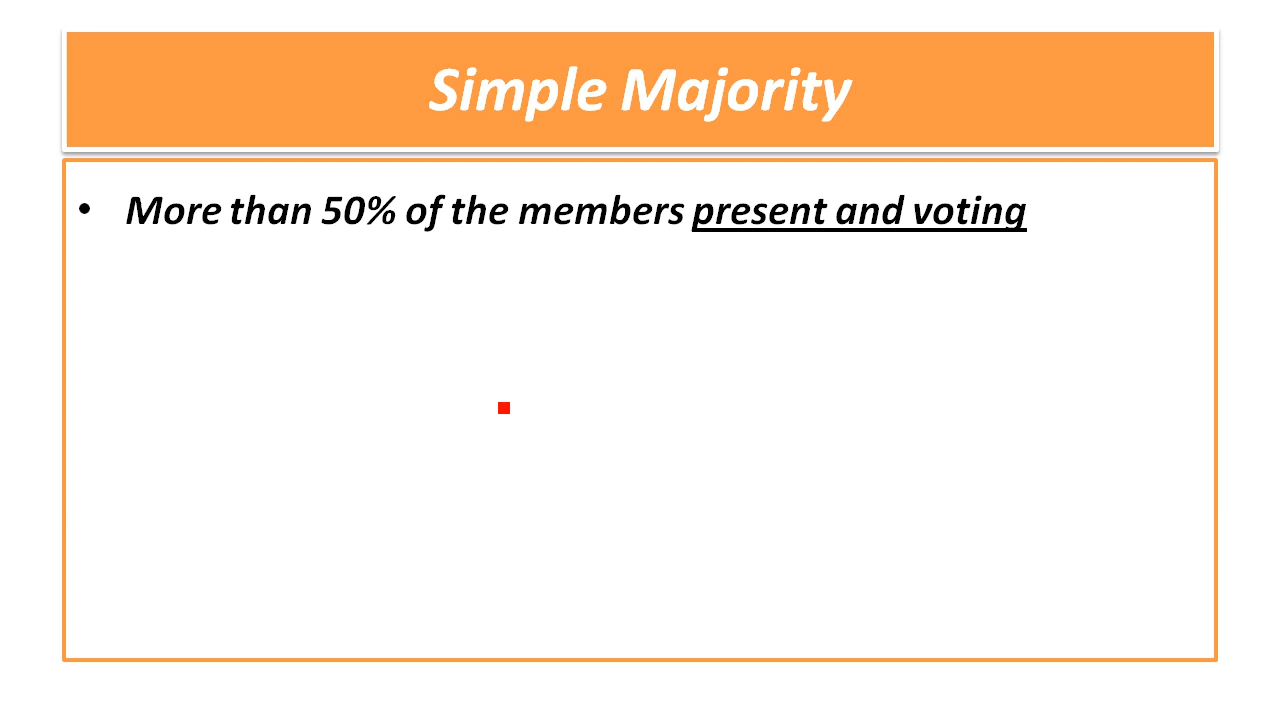 Simple Majority
• More than 50% of the members present and voting